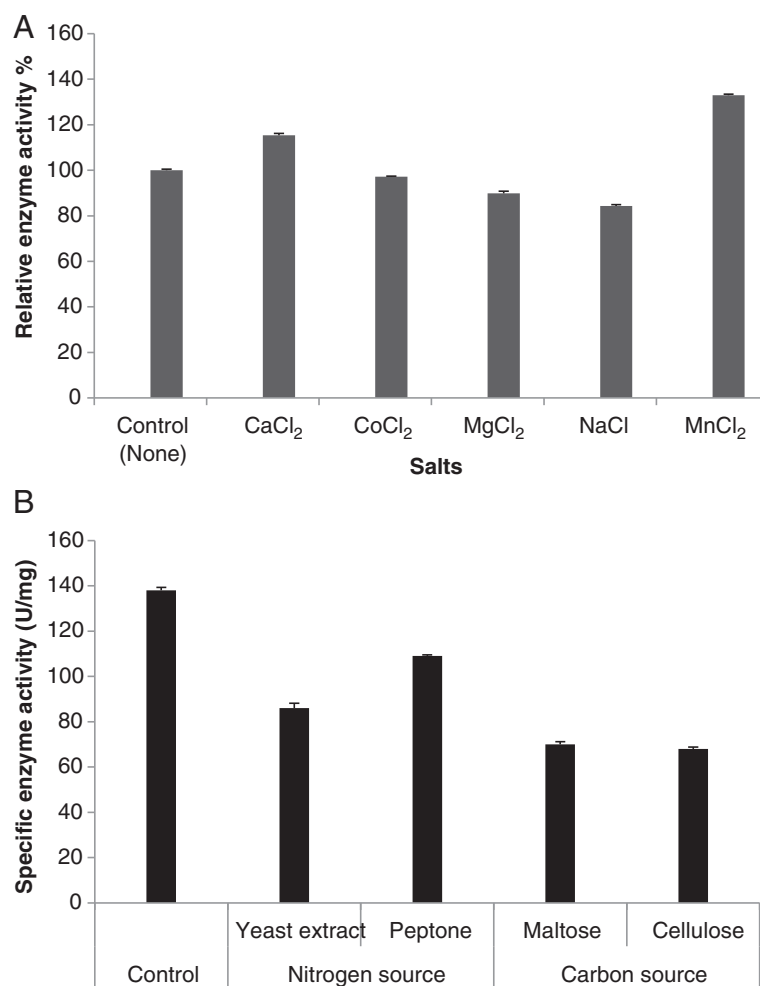 A
Relative enzyme activity %
160
140
120
100
80
60
40
20
0
Control CaCl₂ CoCl₂ MgCl₂ NaCl MnCl₂
(None)
Salts
B
Specific enzyme activity (U/mg)
160
140
120
100
80
60
40
20
0
Yeast extract Peptone Maltose Cellulose
Control Nitrogen source Carbon source